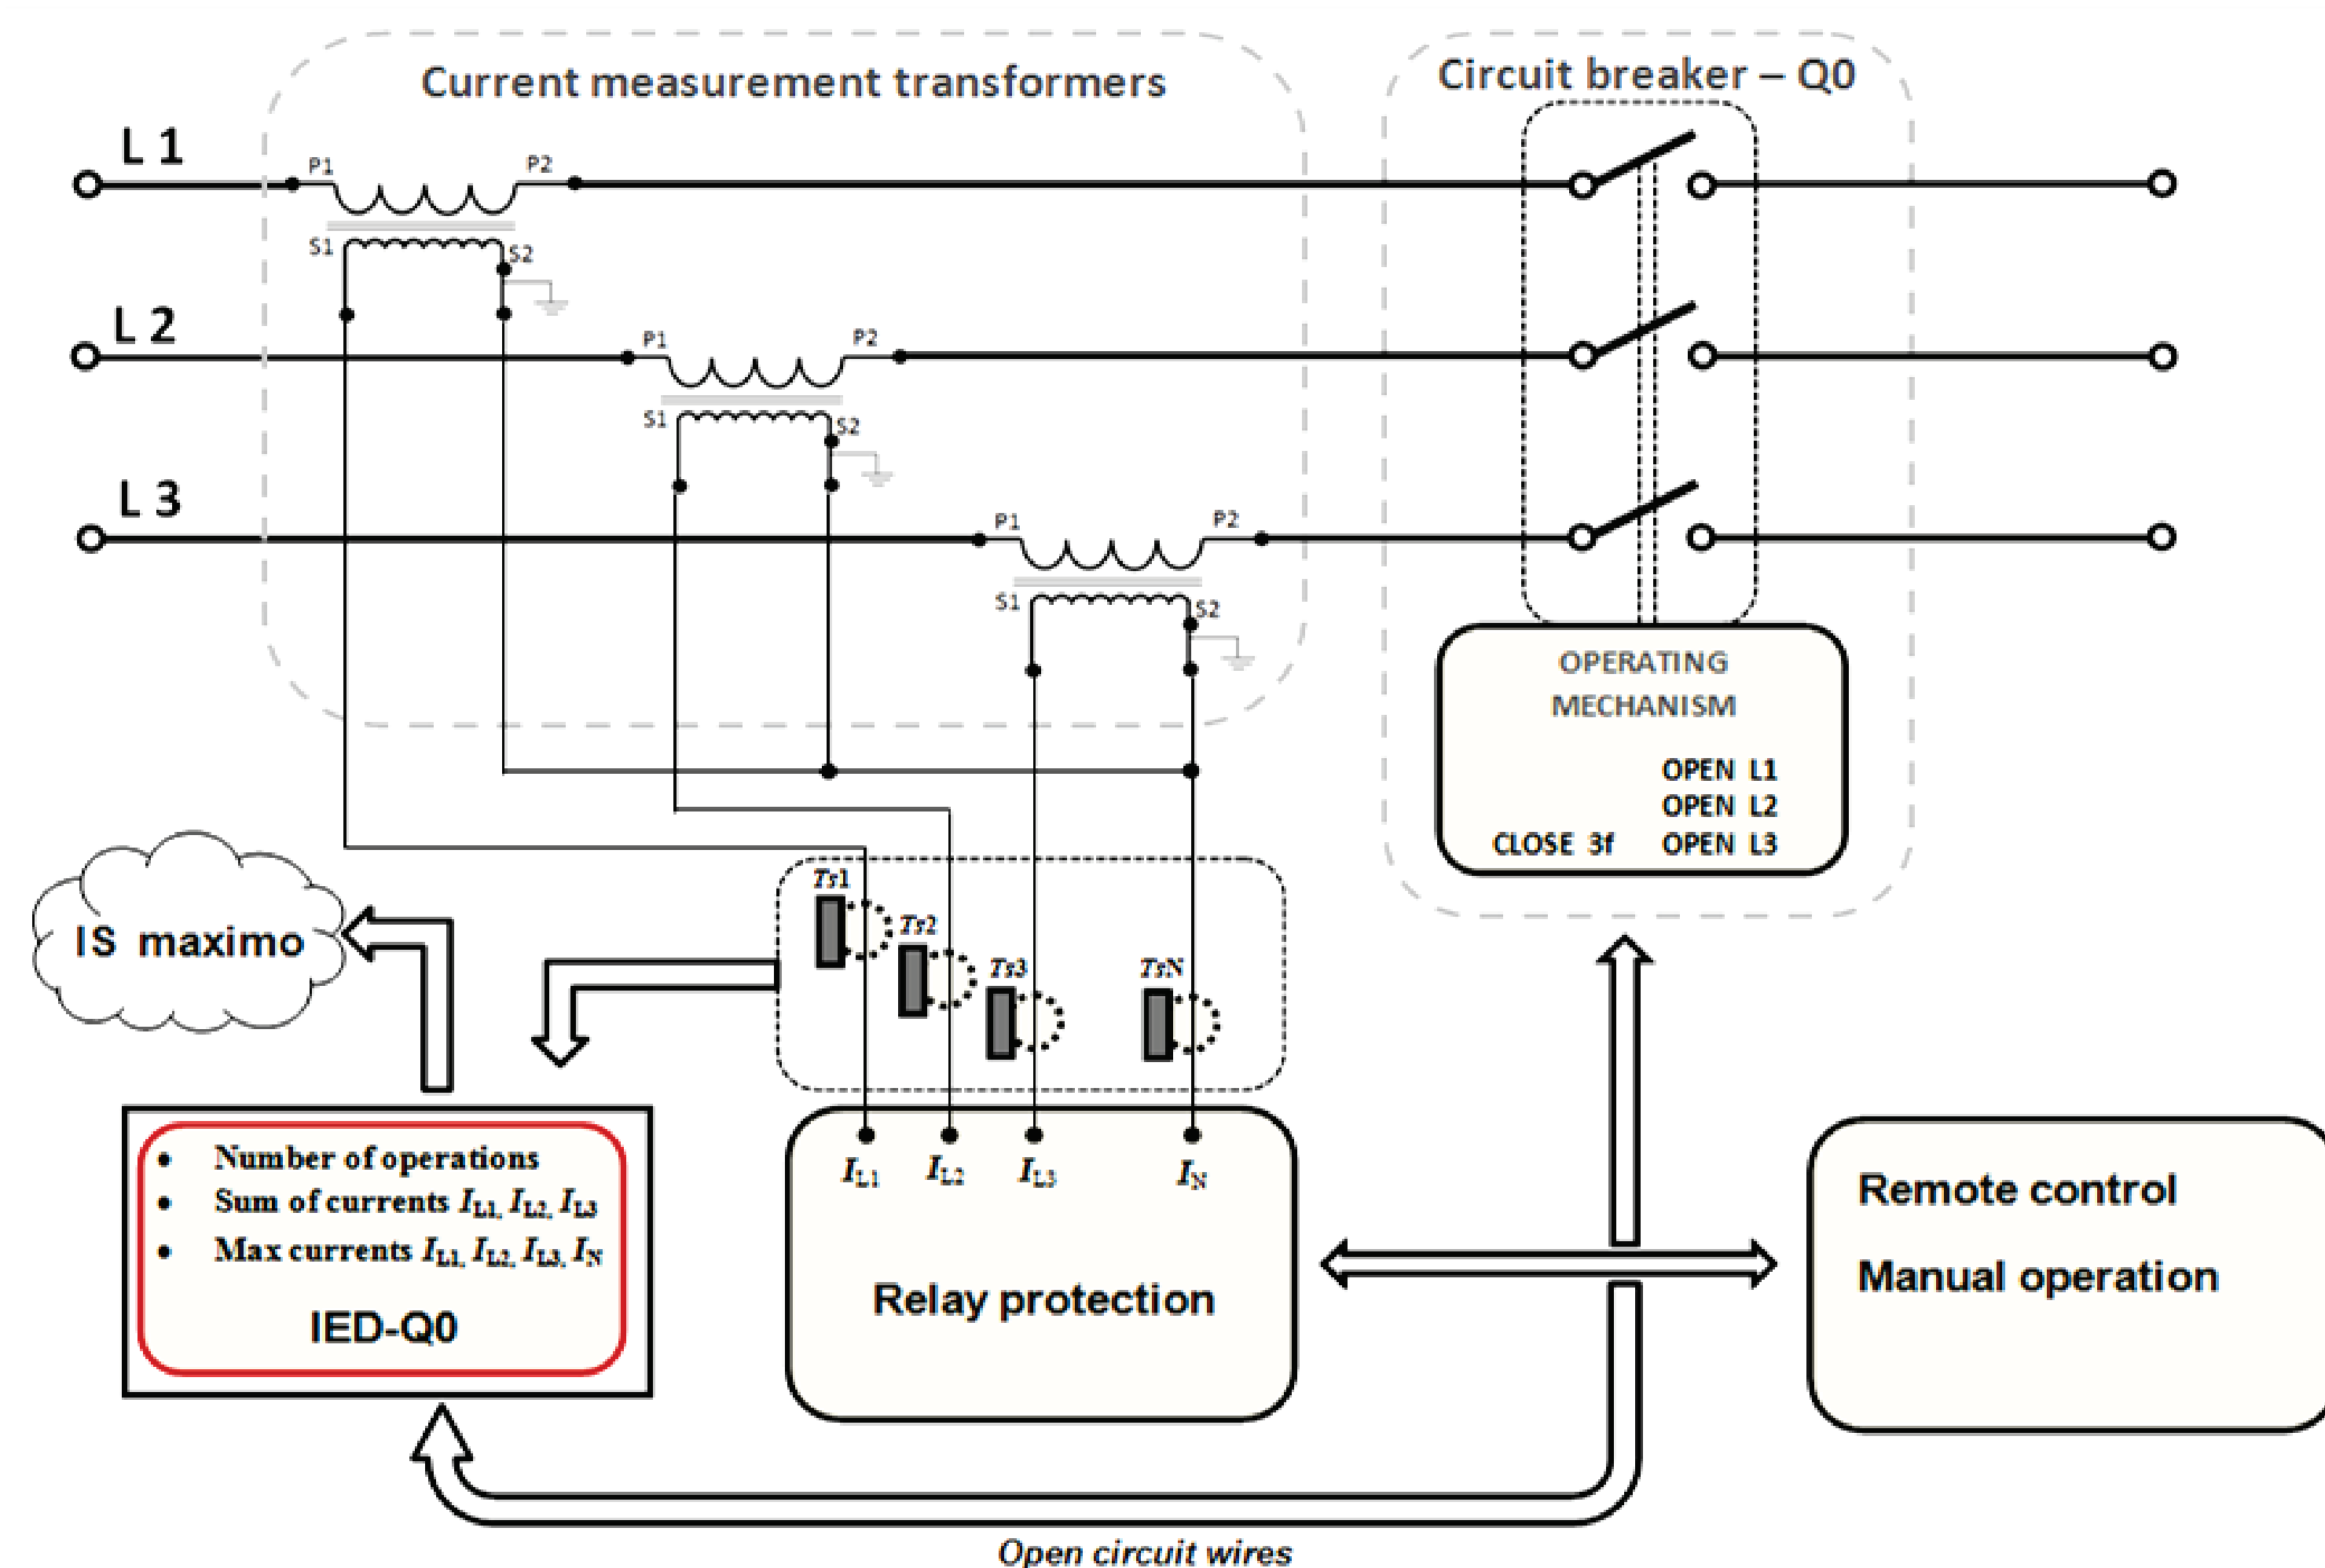 Current measurement transformers
Circuit breaker – Q0
L 1
P1
P2
S1
S2
L 2
P1
P2
S1
S2
L 3
P1
P2
S1
S2
OPERATING
MECHANISM
OPEN L1
OPEN L2
CLOSE 3f OPEN L3
IS maximo
Ts1
Ts2
Ts3
TsN
• Number of operations
• Sum of currents IL1, IL2, IL3
• Max currents IL1, IL2, IL3, IN
IED-Q0
IL1
IL2
IL3
IN
Relay protection
Remote control
Manual operation
Open circuit wires